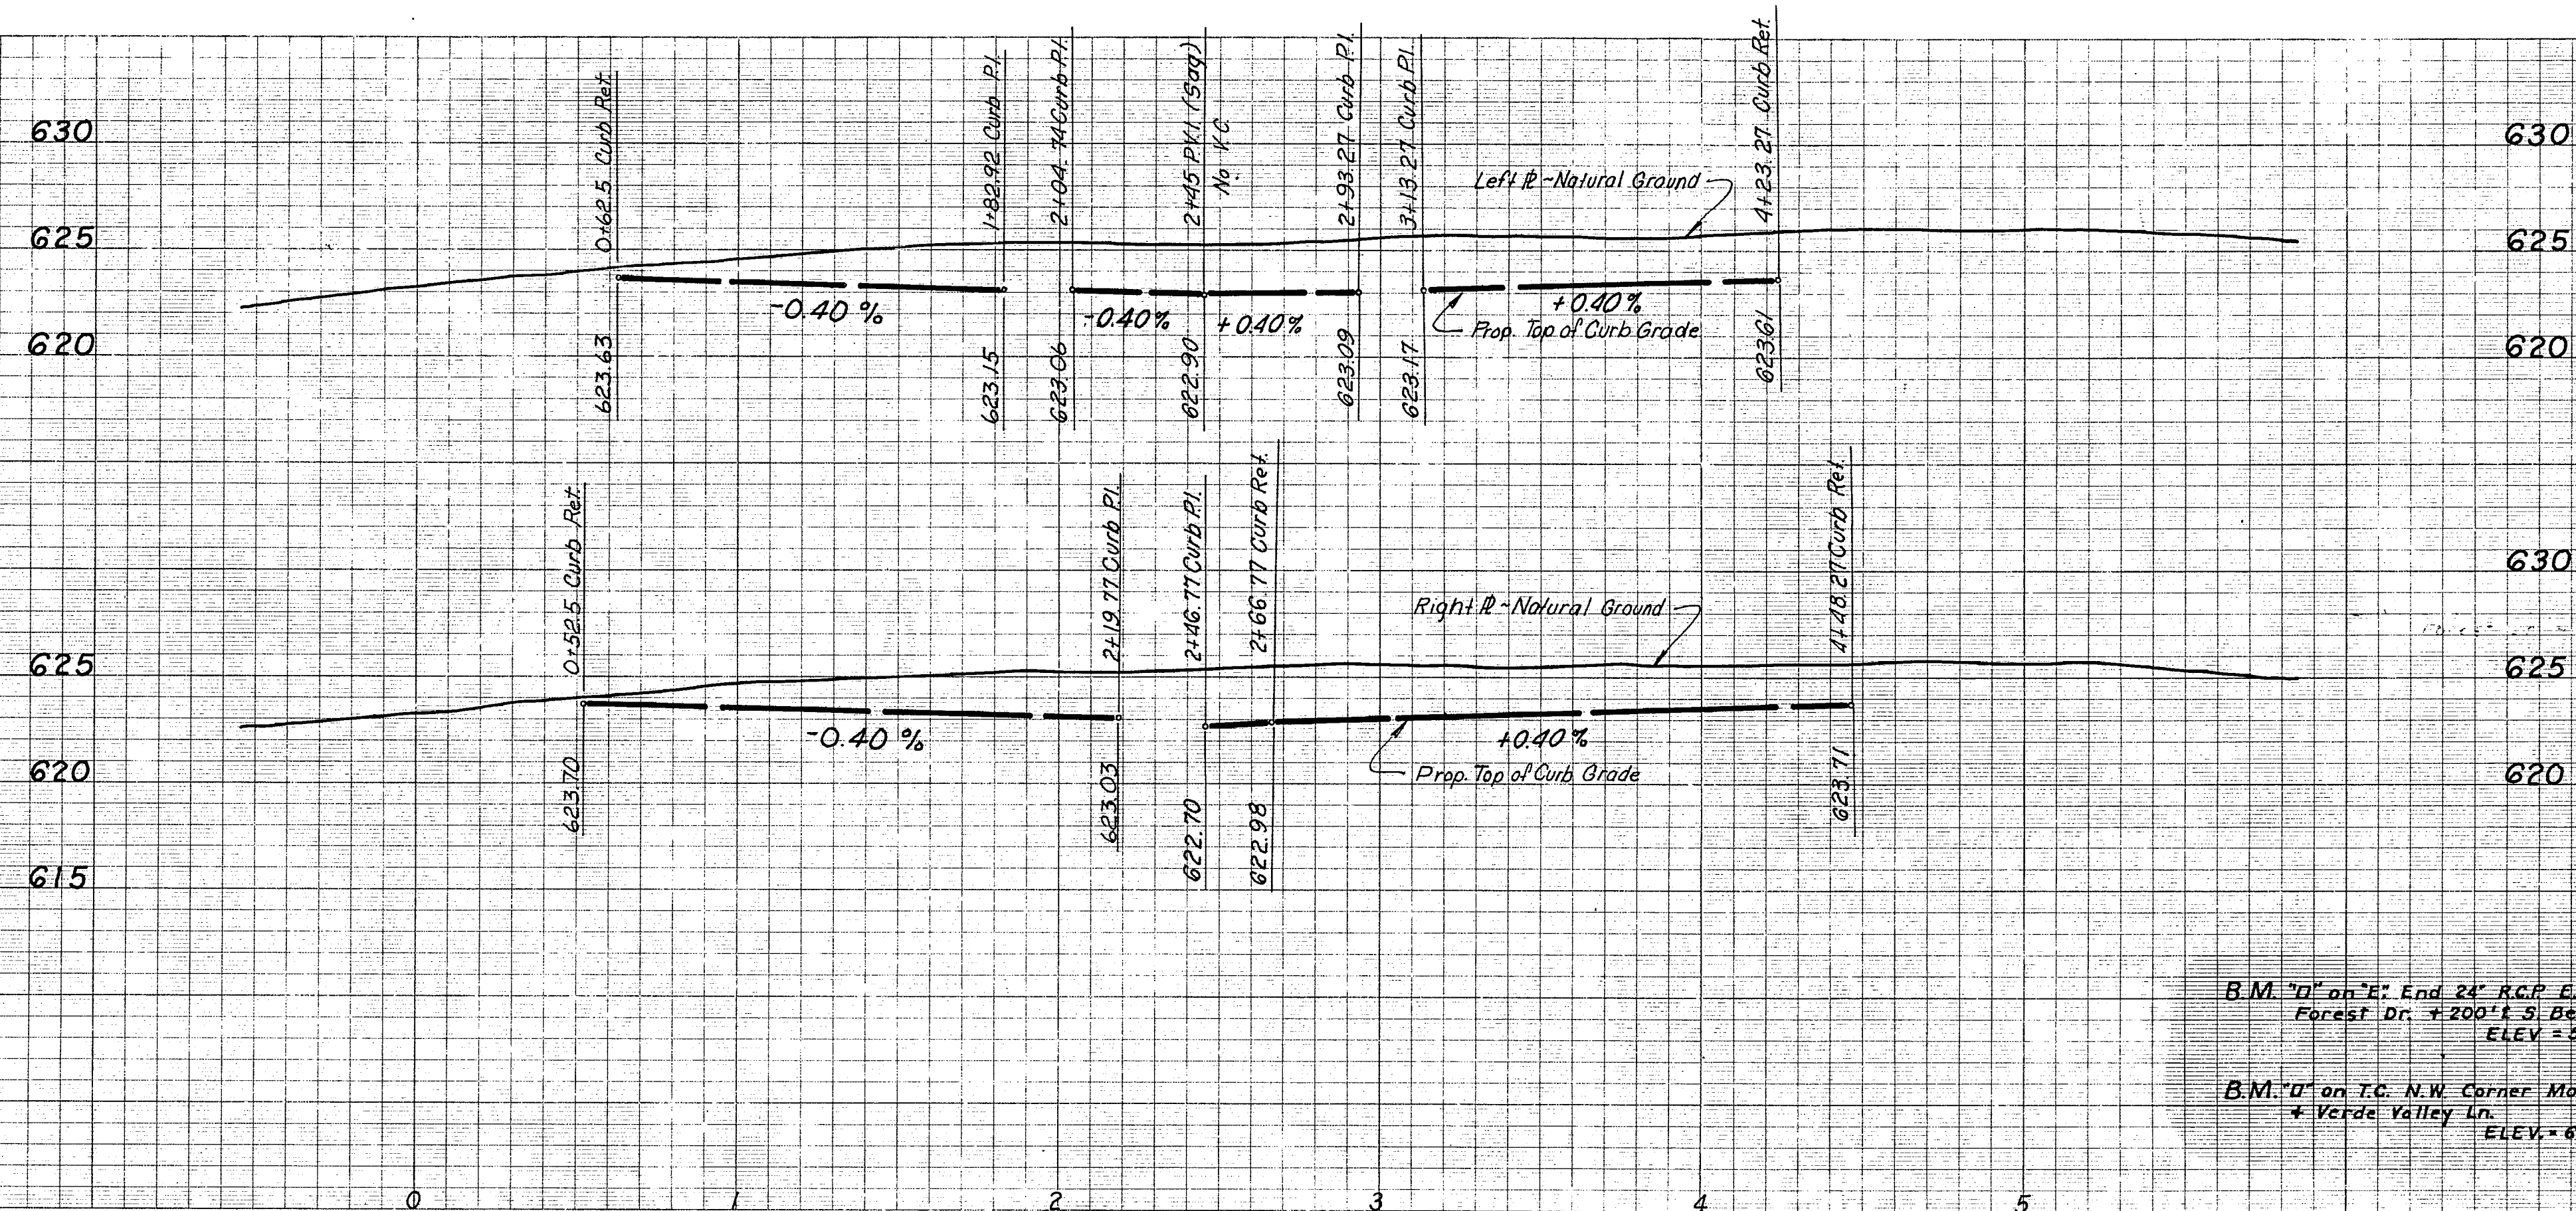 630
625
620
0+62.5 Curb Ret.
623.63
-0.40 %
1+82.92 Curb P.I.
623.15
2+04.74 Curb P.I.
623.06
-0.40%
2+45 P.V.I. (Sag)
No. V.C.
622.90
+0.40%
2+93.27 Curb P.I.
623.09
3+13.27 Curb P.I.
623.17
Left ⅊ ~ Natural Ground
+0.40%
Prop. Top of Curb Grade
4+23.27 Curb Ret.
623.61
630
625
620
625
620
615
0+52.5 Curb Ret.
623.70
-0.40 %
2+19.77 Curb P.I.
623.03
2+46.77 Curb P.I.
622.70
2+66.77 Curb Ret.
622.98
Right ⅊ ~ Natural Ground
+0.40%
Prop. Top of Curb Grade
4+48.27 Curb Ret.
623.71
630
625
620
B.M. "□" on "E". End 24" R.C.P. E.
Forest Dr. + 200'± S. Be
ELEV = 5
B.M. "□" on T.C. N.W. Corner Mo
+ Verde Valley Ln.
ELEV. = 6
0 1 2 3 4 5